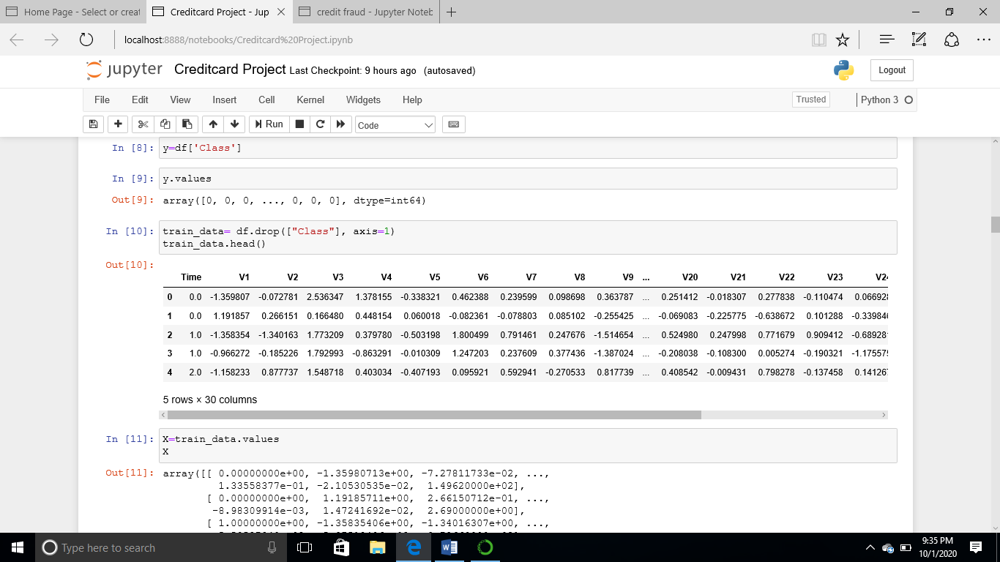 Home Page - Select or creat
Creditcard Project - Jup
credit fraud - Jupyter Noteb
localhost:8888/notebooks/Creditcard%20Project.ipynb
jupyter Creditcard Project Last Checkpoint: 9 hours ago (autosaved)
Logout
File Edit View Insert Cell Kernel Widgets Help
Trusted
Python 3
Run
Code
In [8]: y=df['Class']
In [9]: y.values
Out[9]: array([0, 0, 0, ..., 0, 0, 0], dtype=int64)
In [10]: train_data= df.drop(["Class"], axis=1)
train_data.head()
Out[10]:
Time V1 V2 V3 V4 V5 V6 V7 V8 V9 ... V20 V21 V22 V23 V24
0 0.0 -1.359807 -0.072781 2.536347 1.378155 -0.338321 0.462388 0.239599 0.098698 0.363787 ... 0.251412 -0.018307 0.277838 -0.110474 0.06692
1 0.0 1.191857 0.266151 0.166480 0.448154 0.060018 -0.082361 -0.078803 0.085102 -0.255425 ... -0.069083 -0.225775 -0.638672 0.101288 -0.33984
2 1.0 -1.358354 -1.340163 1.773209 0.379780 -0.503198 1.800499 0.791461 0.247676 -1.514654 ... 0.524980 0.247998 0.771679 0.909412 -0.68928
3 1.0 -0.966272 -0.185226 1.792993 -0.863291 -0.010309 1.247203 0.237609 0.377436 -1.387024 ... -0.208038 -0.108300 0.005274 -0.190321 -1.17557
4 2.0 -1.158233 0.877737 1.548718 0.403034 -0.407193 0.095921 0.592941 -0.270533 0.817739 ... 0.408542 -0.009431 0.798278 -0.137458 0.14126
5 rows × 30 columns
In [11]: X=train_data.values
X
Out[11]: array([[ 0.00000000e+00, -1.35980713e+00, -7.27811733e-02, ...,
1.33558377e-01, -2.10530535e-02, 1.49620000e+02],
[ 0.00000000e+00, 1.19185711e+00, 2.66150712e-01, ...,
-8.98309914e-03, 1.47241692e-02, 2.69000000e+00],
[ 1.00000000e+00, -1.35835406e+00, -1.34016307e+00, ...,
Type here to search
9:35 PM
10/1/2020